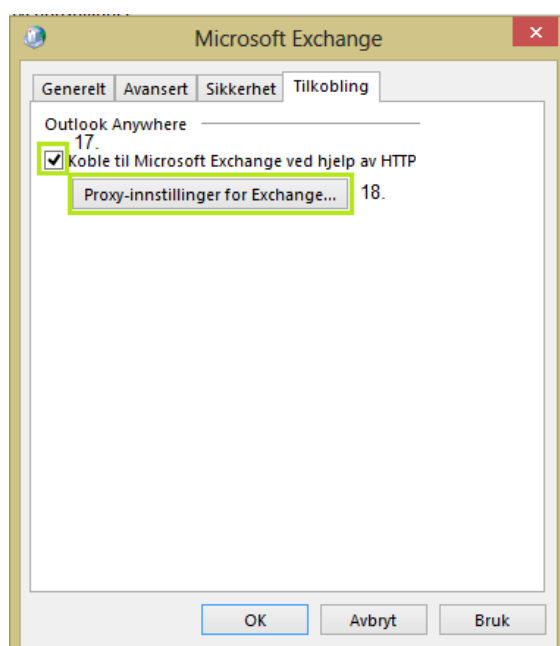 Microsoft Exchange
Generelt Avansert Sikkerhet Tilkobling
Outlook Anywhere
17.
Koble til Microsoft Exchange ved hjelp av HTTP
Proxy-innstillinger for Exchange... 18.
OK Avbryt Bruk